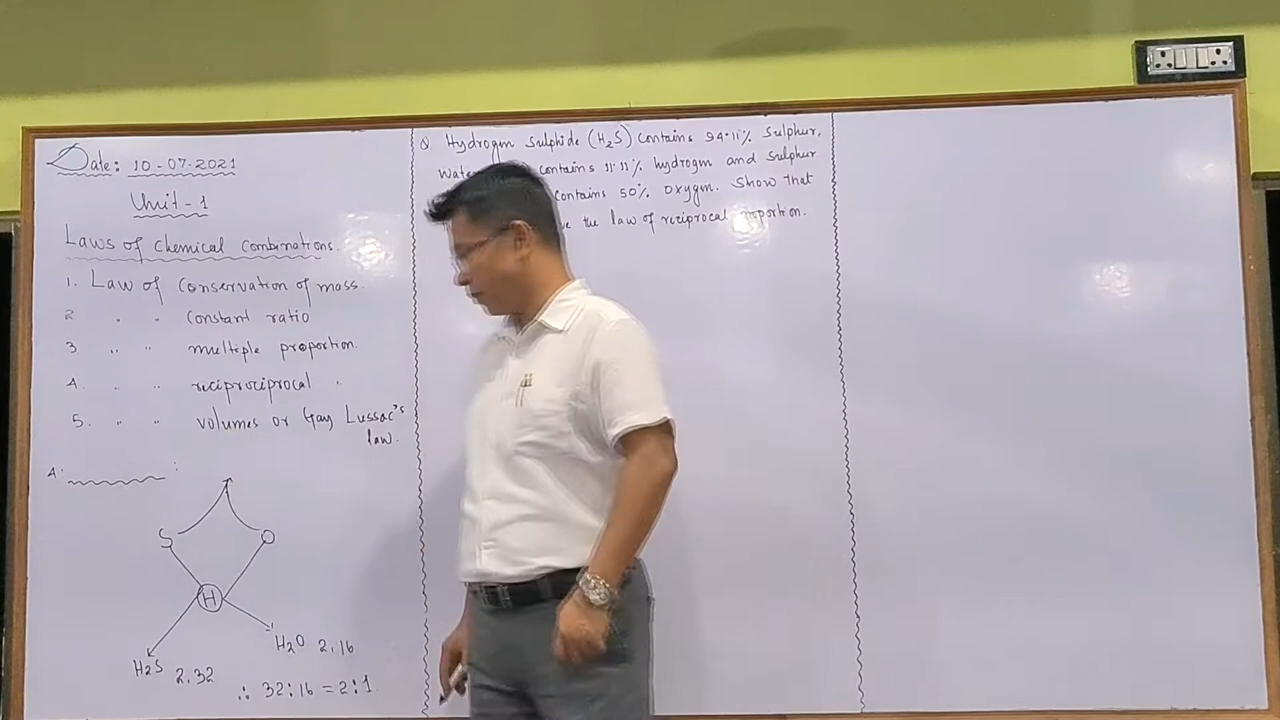 Date: 10-07-2021
Unit-1
Laws of chemical combinations.
1. Law of conservation of mass.
2 " " constant ratio
3 " " multiple proportion.
4. " " reciprociprocal "
5. " " volumes or Gay Lussac's
law.
4:
S O
H
H2O 2.16
H2S 2.32
∴ 32:16 = 2:1.
Q Hydrogen Sulphide (H2S) contains 94.11% Sulphur.
contains 11.11% hydrogen and Sulphur
contains 50% oxygen. Show that
the law of reciprocal proportion.